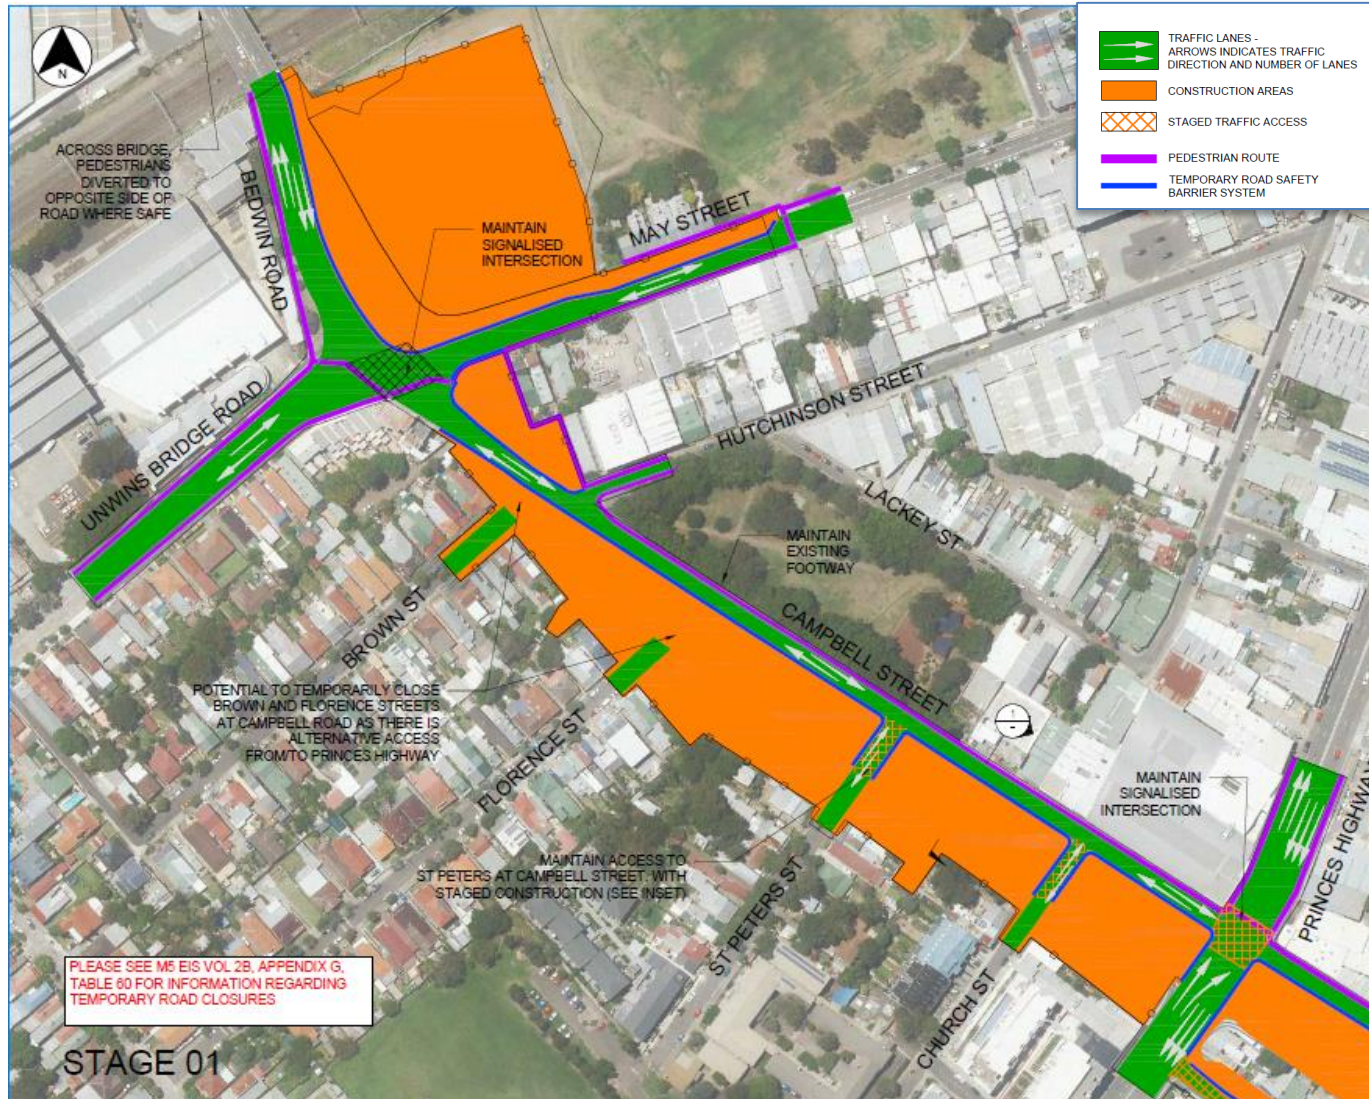 TRAFFIC LANES -
ARROWS INDICATES TRAFFIC
DIRECTION AND NUMBER OF LANES
CONSTRUCTION AREAS
STAGED TRAFFIC ACCESS
PEDESTRIAN ROUTE
TEMPORARY ROAD SAFETY
BARRIER SYSTEM
N
ACROSS BRIDGE,
PEDESTRIANS
DIVERTED TO
OPPOSITE SIDE OF
ROAD WHERE SAFE
BEDWIN ROAD
MAINTAIN
SIGNALISED
INTERSECTION
MAY STREET
UNWINS BRIDGE ROAD
HUTCHINSON STREET
LACKEY ST
MAINTAIN
EXISTING
FOOTWAY
CAMPBELL STREET
BROWN ST
POTENTIAL TO TEMPORARILY CLOSE
BROWN AND FLORENCE STREETS
AT CAMPBELL ROAD AS THERE IS
ALTERNATIVE ACCESS
FROM/TO PRINCES HIGHWAY
FLORENCE ST
1
-
MAINTAIN
SIGNALISED
INTERSECTION
PRINCES HIGHWAY
MAINTAIN ACCESS TO
ST PETERS AT CAMPBELL STREET. WITH
STAGED CONSTRUCTION (SEE INSET)
ST PETERS ST
CHURCH ST
PLEASE SEE M5 EIS VOL 2B, APPENDIX G,
TABLE 60 FOR INFORMATION REGARDING
TEMPORARY ROAD CLOSURES
STAGE 01